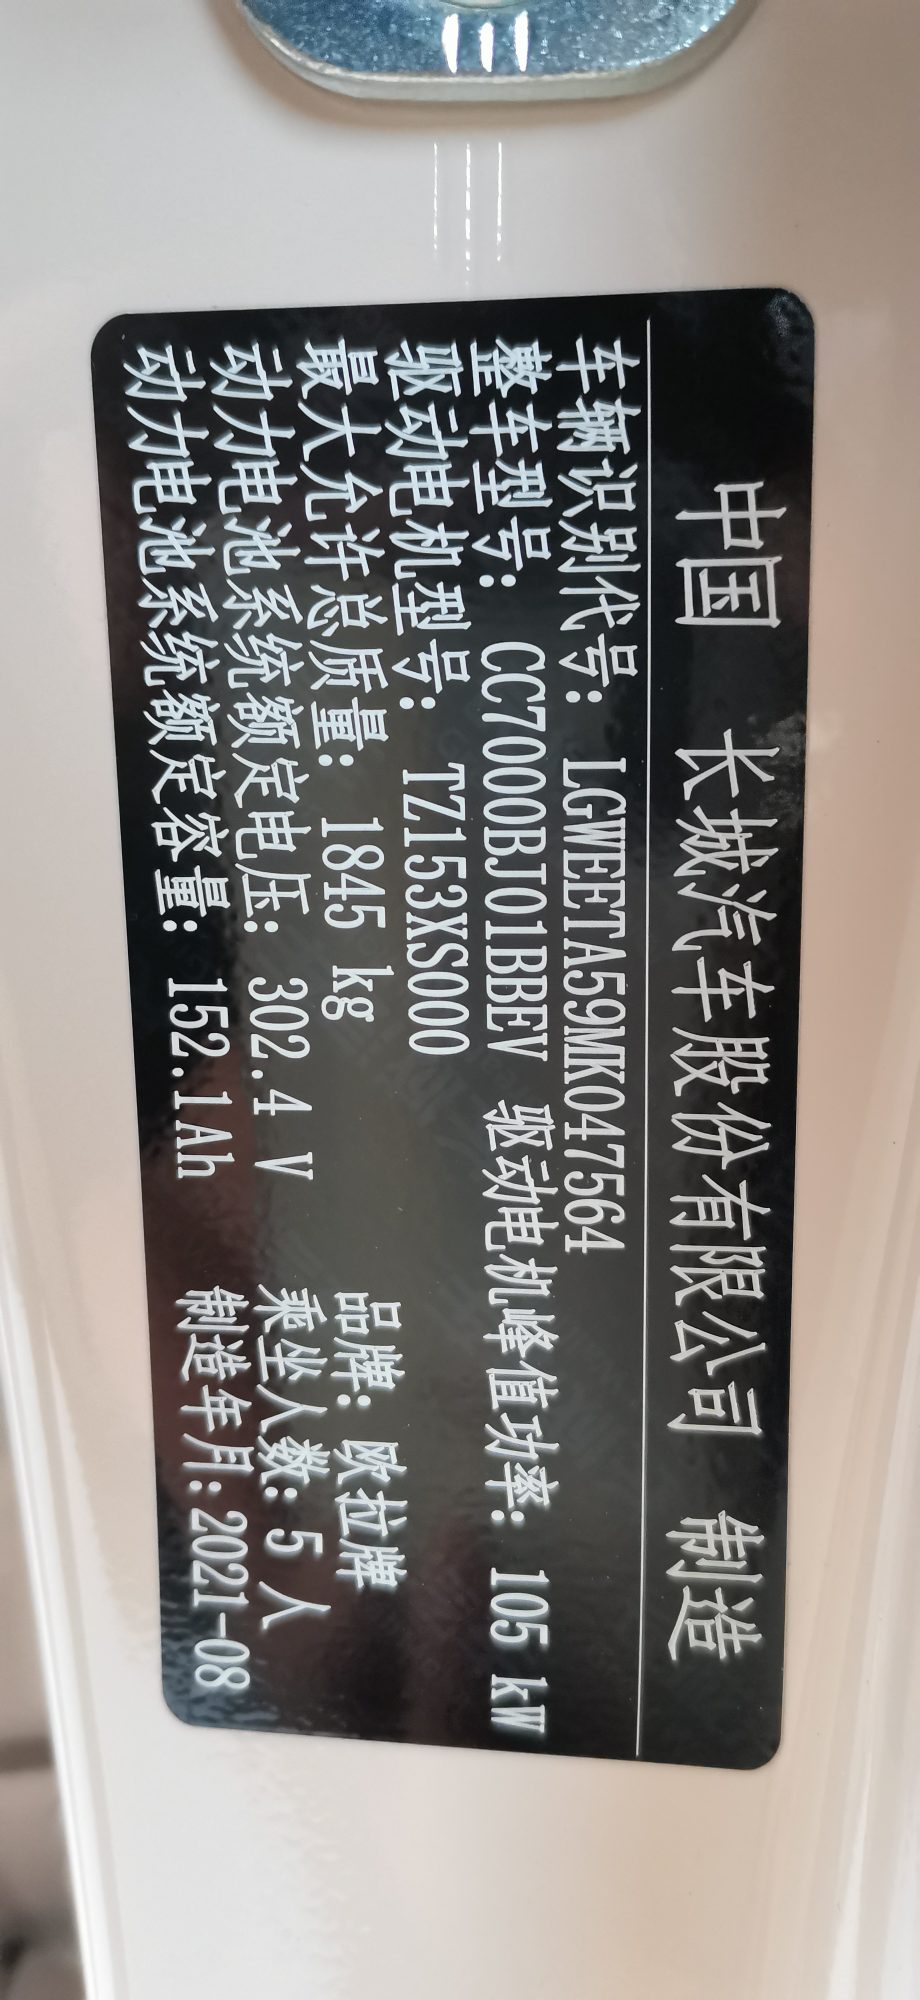 中国 长城汽车股份有限公司 制造
车辆识别代号: LGWEETA59MK047564
整车型号: CC7000BJ01BBEV 驱动电机峰值功率: 105 kW
驱动电机型号: TZ153XS000
最大允许总质量: 1845 kg 品牌: 欧拉牌
动力电池系统额定电压: 302.4 V 乘坐人数: 5 人
动力电池系统额定容量: 152.1Ah 制造年月: 2021-08